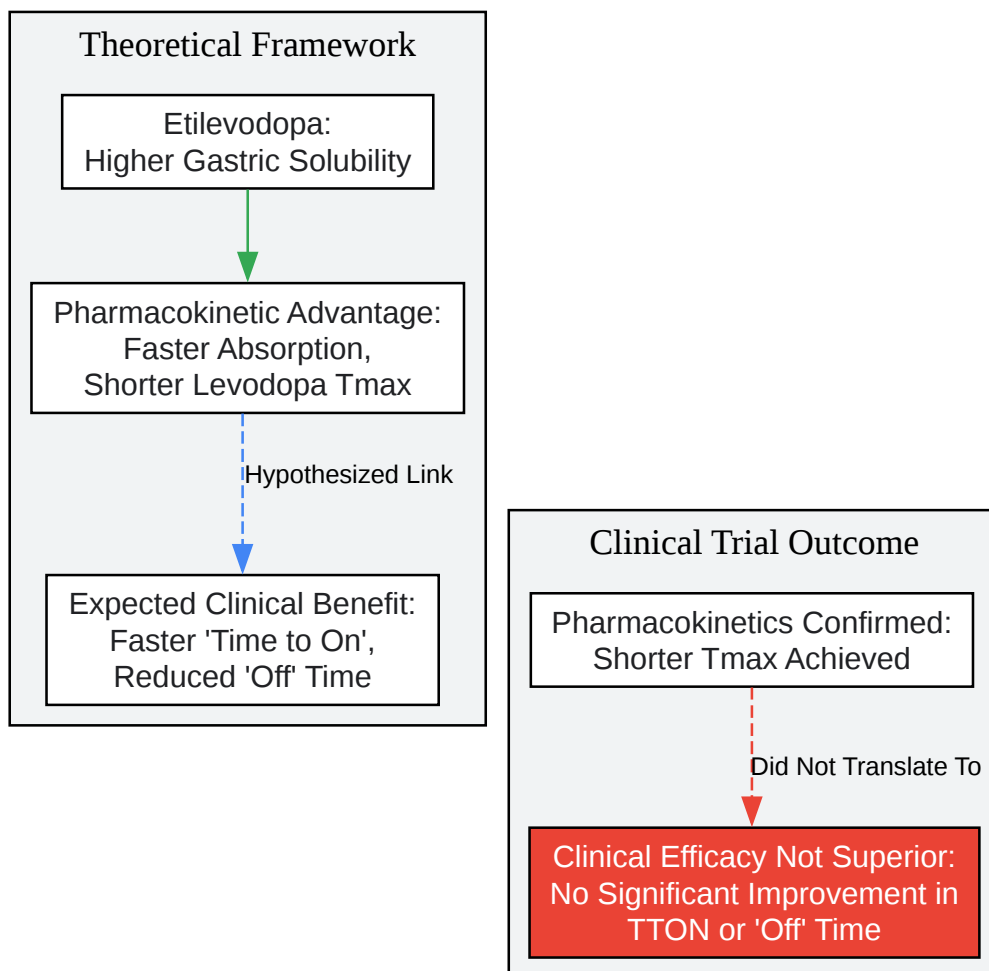 Theoretical Framework
Etilevodopa:
Higher Gastric Solubility
Pharmacokinetic Advantage:
Faster Absorption,
Shorter Levodopa Tmax
Hypothesized Link
Expected Clinical Benefit:
Faster 'Time to On',
Reduced 'Off' Time
Clinical Trial Outcome
Pharmacokinetics Confirmed:
Shorter Tmax Achieved
Did Not Translate To
Clinical Efficacy Not Superior:
No Significant Improvement in
TTON or 'Off' Time